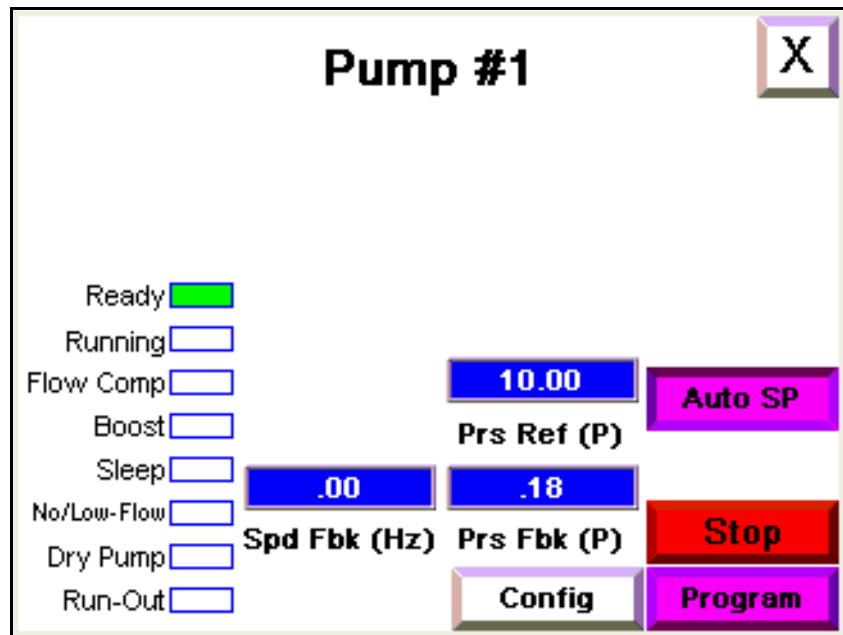 Pump #1
X
Ready
Running
Flow Comp
Boost
Sleep
No/Low-Flow
Dry Pump
Run-Out
10.00
Prs Ref (P)
Auto SP
.00
Spd Fbk (Hz)
.18
Prs Fbk (P)
Stop
Config
Program